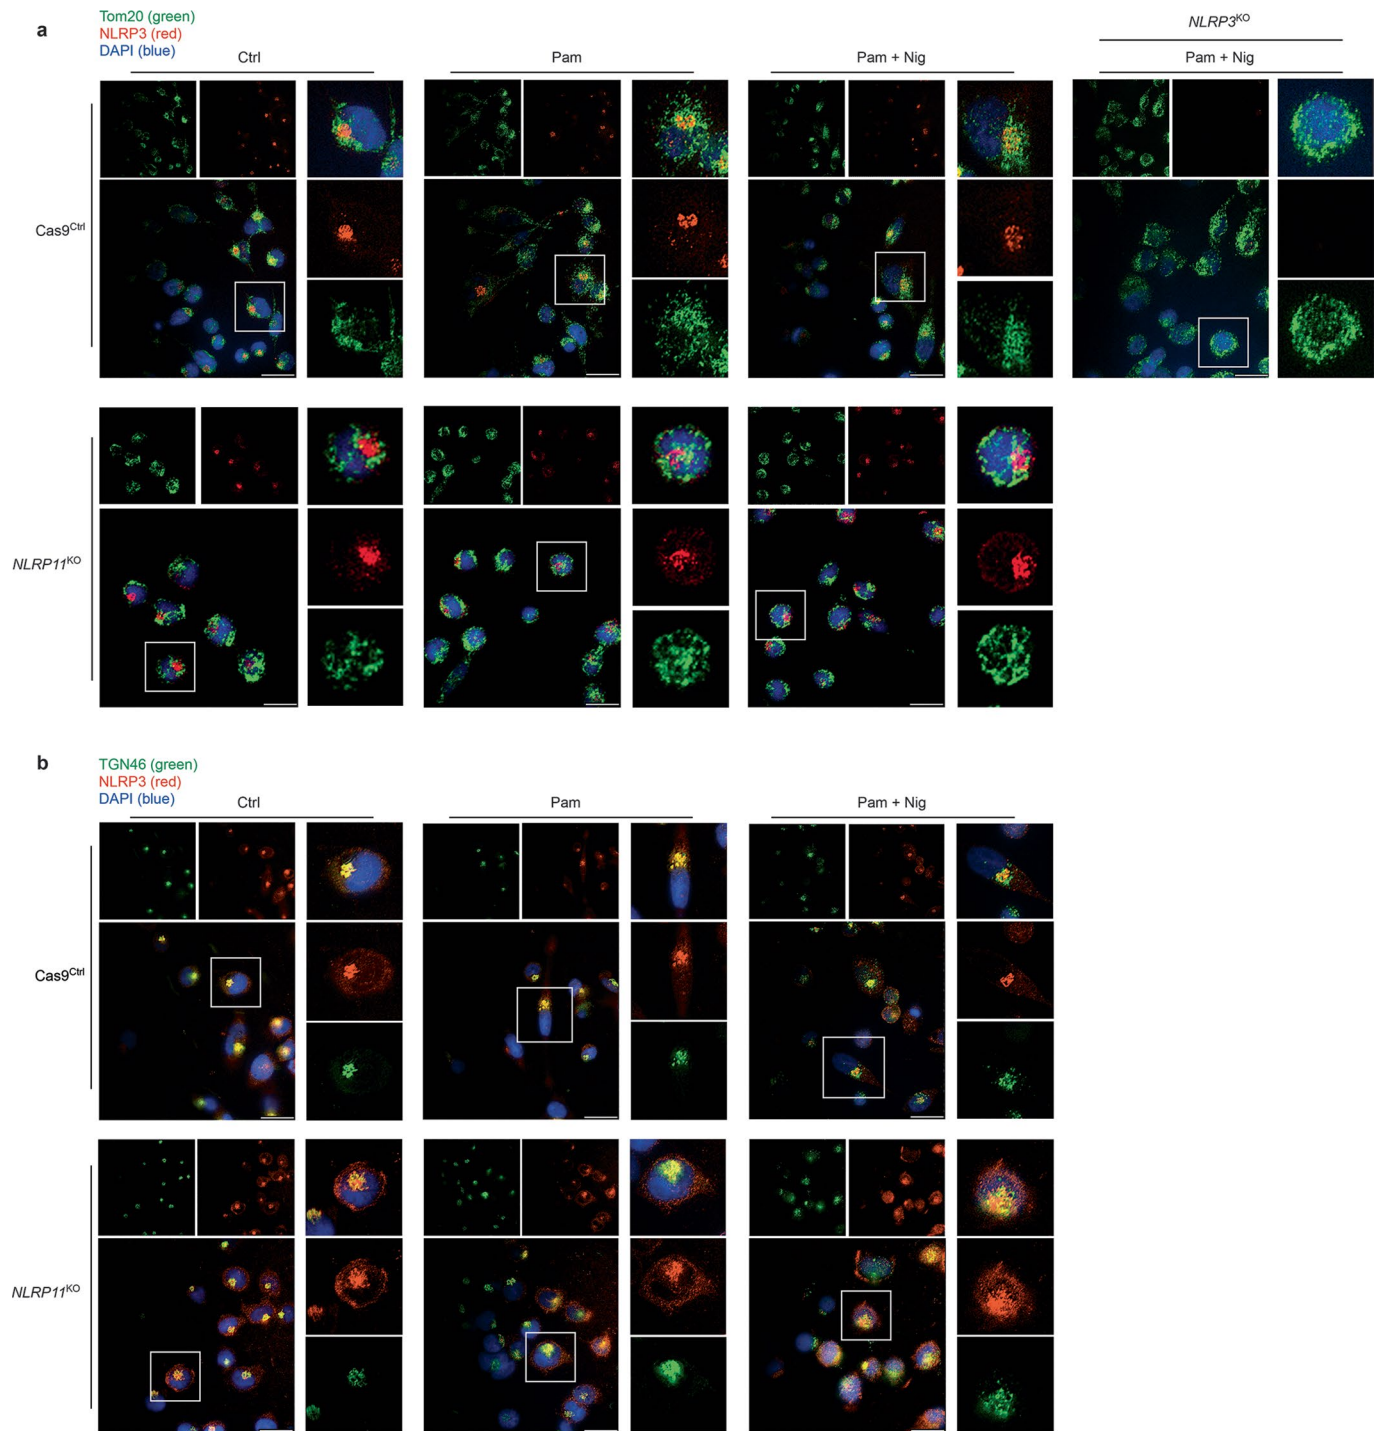 a
Tom20 (green)
NLRP3 (red)
DAPI (blue)
Ctrl
Pam
Pam + Nig
NLRP3KO
Pam + Nig
Cas9Ctrl
NLRP11KO
b
TGN46 (green)
NLRP3 (red)
DAPI (blue)
Ctrl
Pam
Pam + Nig
Cas9Ctrl
NLRP11KO